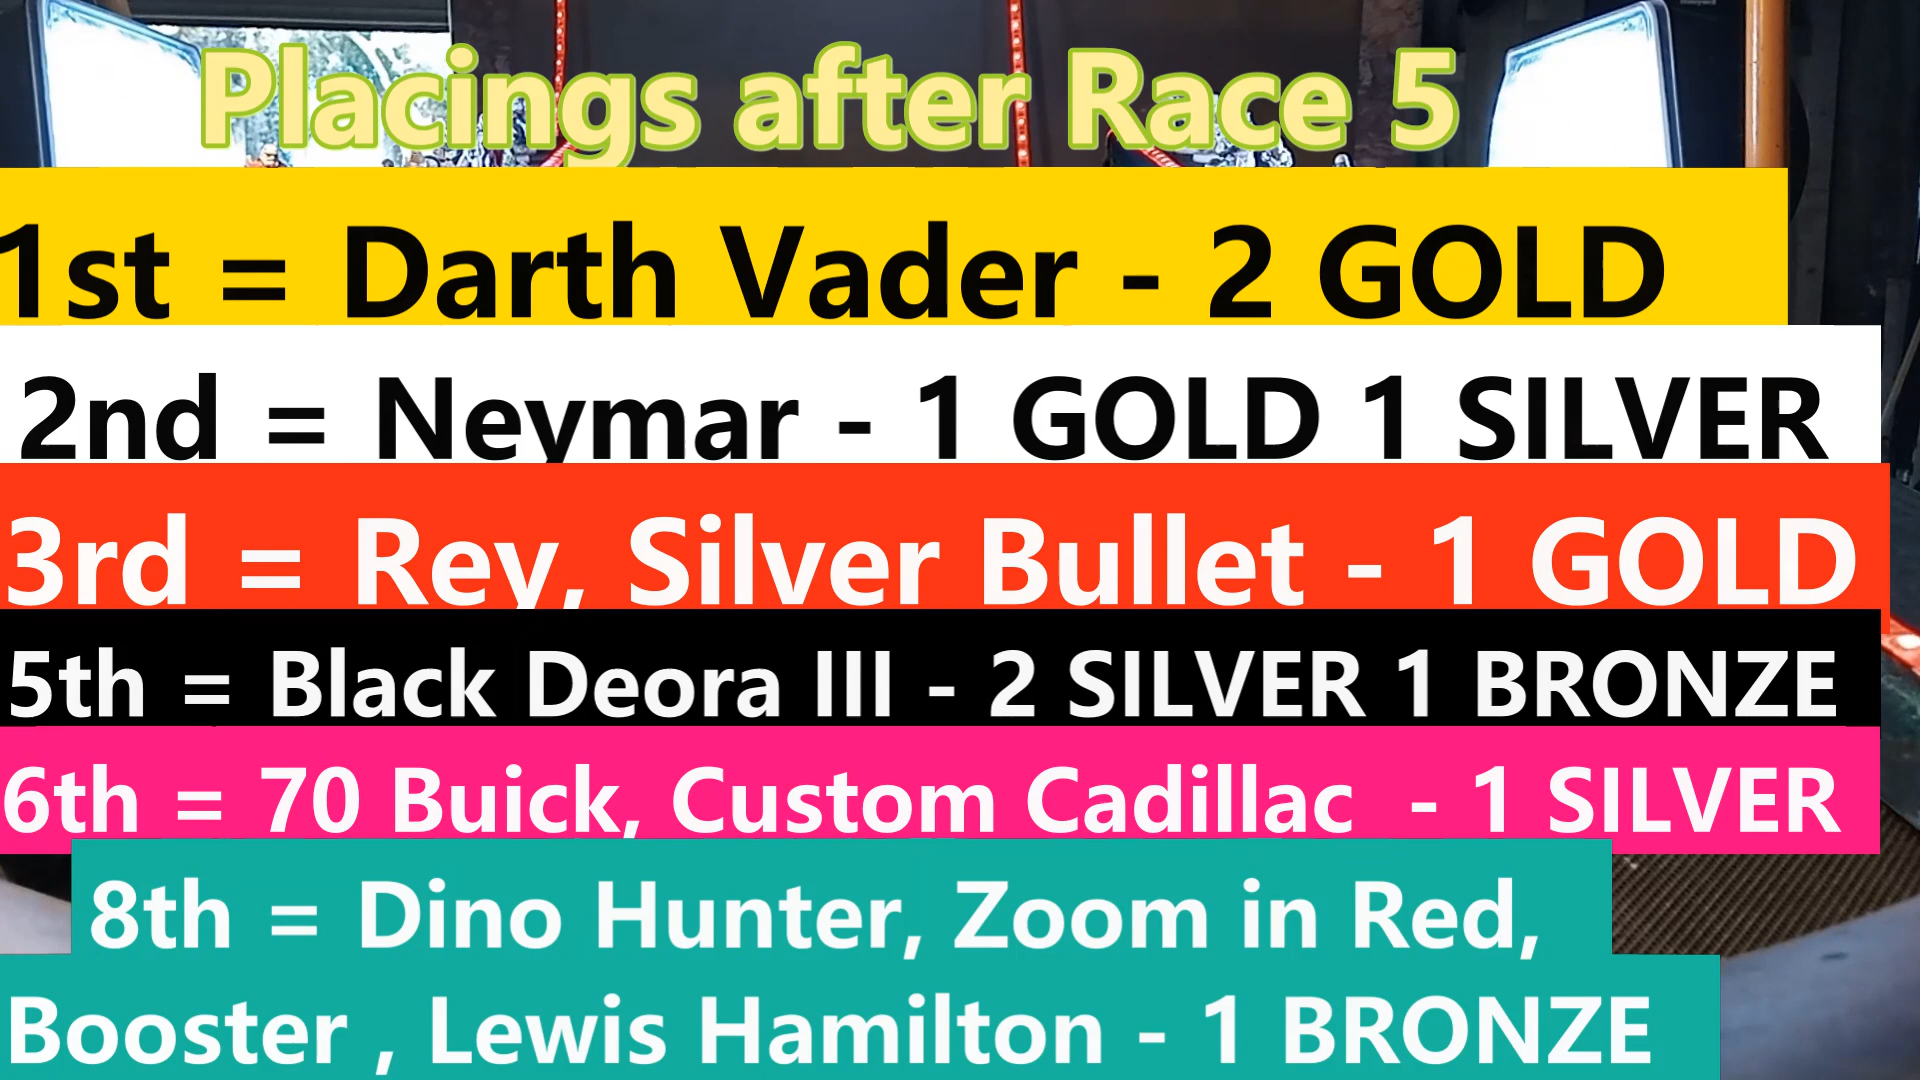 Placings after Race 5
1st = Darth Vader - 2 GOLD
2nd = Neymar - 1 GOLD 1 SILVER
3rd = Rey, Silver Bullet - 1 GOLD
5th = Black Deora III - 2 SILVER 1 BRONZE
6th = 70 Buick, Custom Cadillac - 1 SILVER
8th = Dino Hunter, Zoom in Red,
Booster , Lewis Hamilton - 1 BRONZE